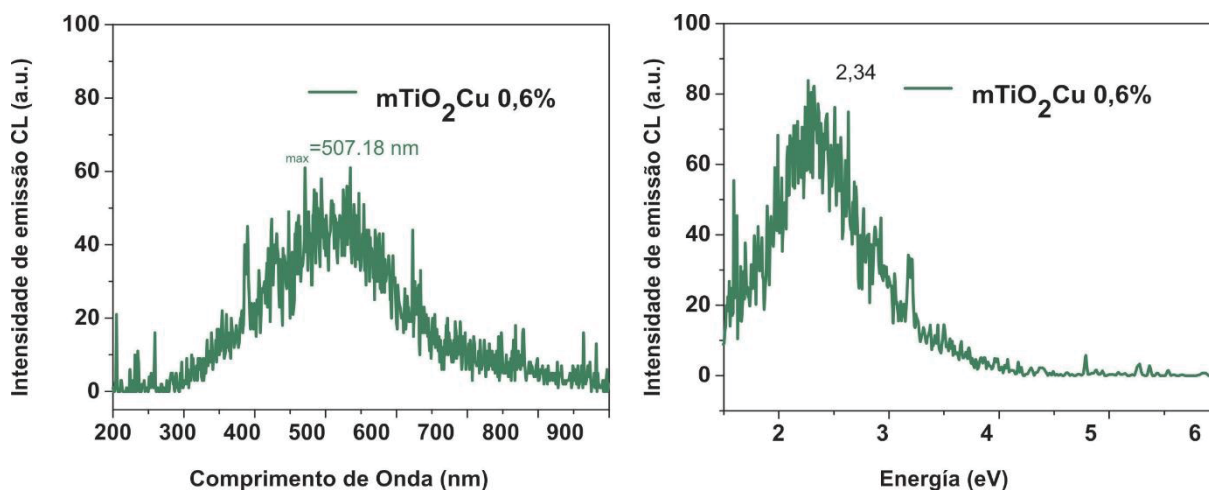 100
80
60
40
20
0
Intensidade de emissão CL (a.u.)
mTiO2Cu 0,6%
max=507.18 nm
200 300 400 500 600 700 800 900
Comprimento de Onda (nm)
100
80
60
40
20
0
Intensidade de emissão CL (a.u.)
2,34
mTiO2Cu 0,6%
2 3 4 5 6
Energía (eV)